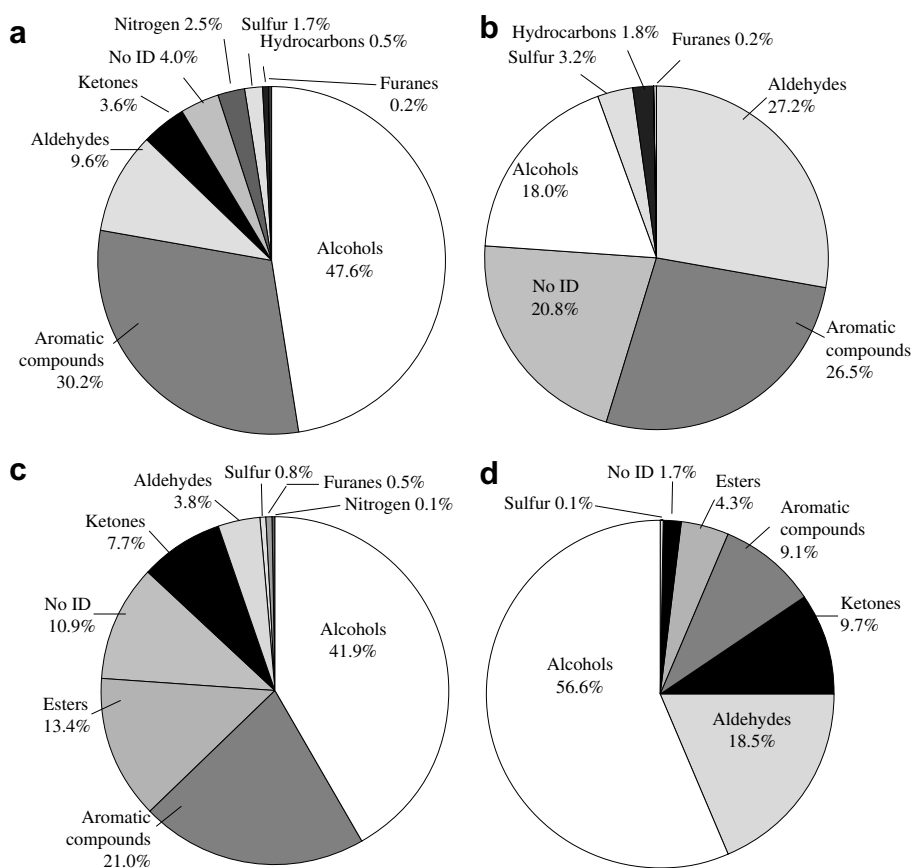 a
Nitrogen 2.5%
Sulfur 1.7%
Hydrocarbons 0.5%
No ID 4.0%
Ketones
3.6%
Furanes
0.2%
Aldehydes
9.6%
Alcohols
47.6%
Aromatic
compounds
30.2%
b
Hydrocarbons 1.8%
Furanes 0.2%
Sulfur 3.2%
Aldehydes
27.2%
Alcohols
18.0%
No ID
20.8%
Aromatic
compounds
26.5%
c
Sulfur 0.8%
Aldehydes
3.8%
Furanes 0.5%
Nitrogen 0.1%
Ketones
7.7%
No ID
10.9%
Alcohols
41.9%
Esters
13.4%
Aromatic
compounds
21.0%
d
No ID 1.7%
Sulfur 0.1%
Esters
4.3%
Aromatic
compounds
9.1%
Ketones
9.7%
Alcohols
56.6%
Aldehydes
18.5%